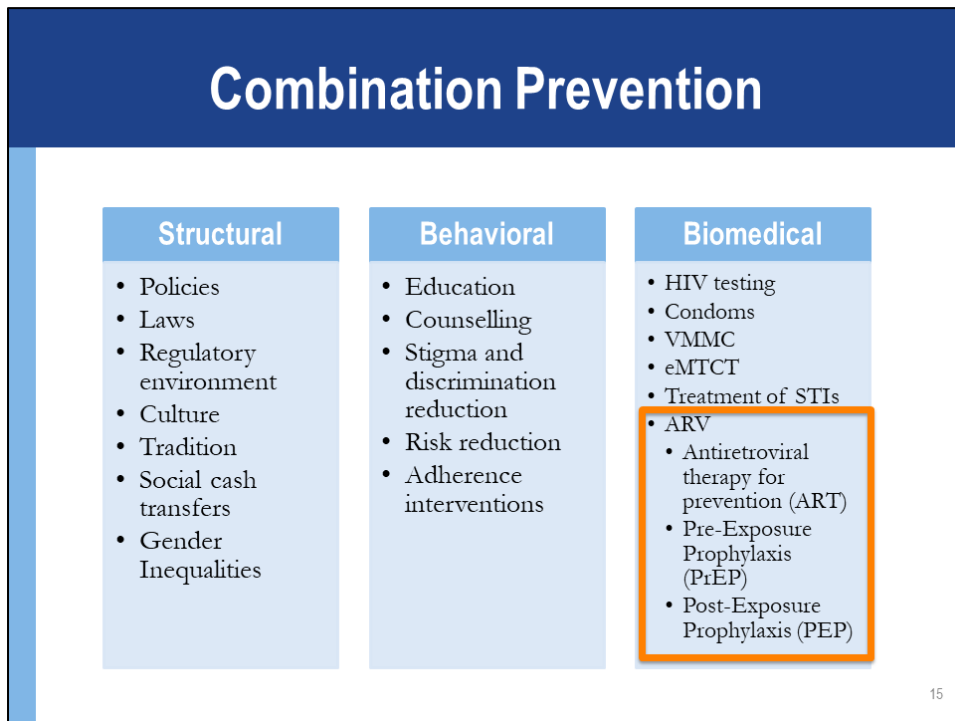 Combination Prevention
Structural
• Policies
• Laws
• Regulatory
environment
• Culture
• Tradition
• Social cash
transfers
• Gender
Inequalities
Behavioral
• Education
• Counselling
• Stigma and
discrimination
reduction
• Risk reduction
• Adherence
interventions
Biomedical
• HIV testing
• Condoms
• VMMC
• eMTCT
• Treatment of STIs
• ARV
• Antiretroviral
therapy for
prevention (ART)
• Pre-Exposure
Prophylaxis
(PrEP)
• Post-Exposure
Prophylaxis (PEP)
15